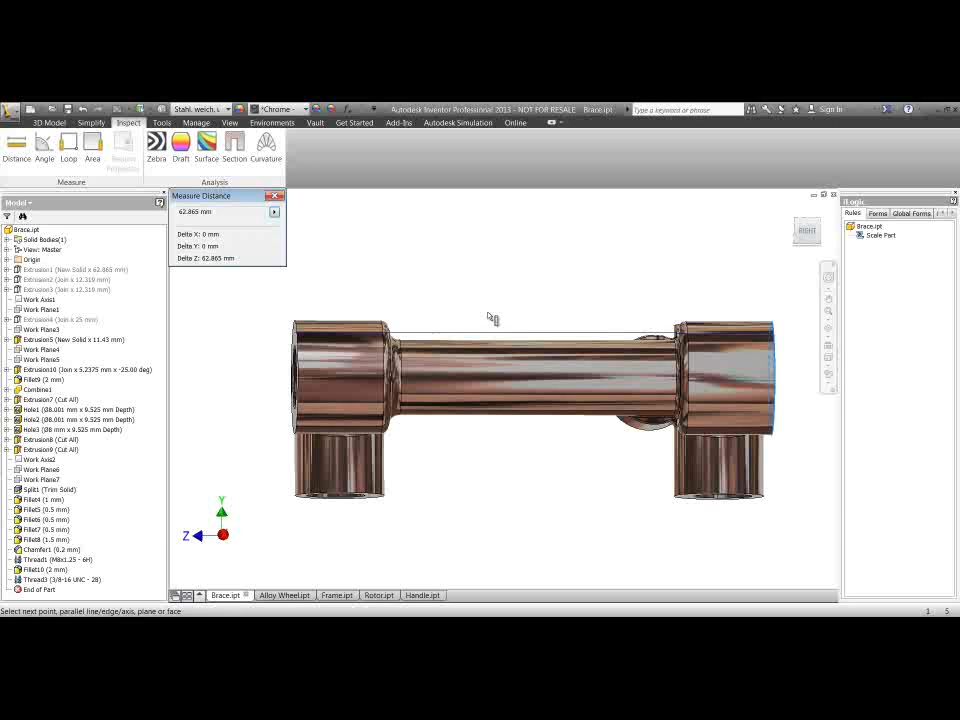 Stahl, weich, u *Chrome Autodesk Inventor Professional 2013 - NOT FOR RESALE Brace.ipt Type a keyword or phrase Sign In
3D Model Simplify Inspect Tools Manage View Environments Vault Get Started Add-Ins Autodesk Simulation Online
Distance Angle Loop Area Region Properties Zebra Draft Surface Section Curvature
Measure Analysis
Model
Measure Distance
62.865 mm
Delta X: 0 mm
Delta Y: 0 mm
Delta Z: 62.865 mm
Brace.ipt
Solid Bodies(1)
View: Master
Origin
Extrusion1 (New Solid x 62.865 mm)
Extrusion2 (Join x 12.319 mm)
Extrusion3 (Join x 12.319 mm)
Work Axis1
Work Plane1
Extrusion4 (Join x 25 mm)
Work Plane3
Extrusion5 (New Solid x 11.43 mm)
Work Plane4
Work Plane5
Extrusion10 (Join x 5.2375 mm x -25.00 deg)
Fillet9 (2 mm)
Combine1
Extrusion7 (Cut All)
Hole1 (Ø8.001 mm x 9.525 mm Depth)
Hole2 (Ø8.001 mm x 9.525 mm Depth)
Hole3 (Ø8 mm x 9.525 mm Depth)
Extrusion8 (Cut All)
Extrusion9 (Cut All)
Work Axis2
Work Plane6
Work Plane7
Split1 (Trim Solid)
Fillet4 (1 mm)
Fillet5 (0.5 mm)
Fillet6 (0.5 mm)
Fillet7 (0.5 mm)
Fillet8 (1.5 mm)
Chamfer1 (0.2 mm)
Thread1 (M8x1.25 - 6H)
Fillet10 (2 mm)
Thread3 (3/8-16 UNC - 2B)
End of Part
RIGHT
Y
Z
iLogic
Rules Forms Global Forms
Brace.ipt
Scale Part
Brace.ipt Alloy Wheel.ipt Frame.ipt Rotor.ipt Handle.ipt
Select next point, parallel line/edge/axis, plane or face 1 5